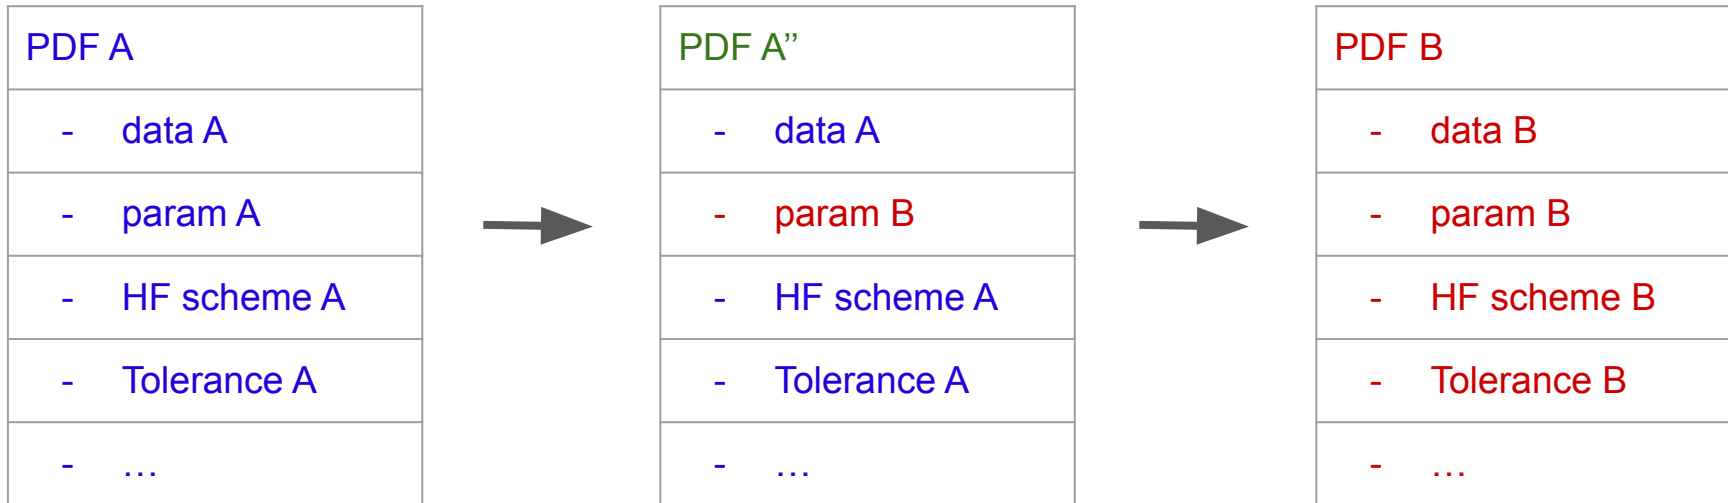 PDF A
- data A
- param A
- HF scheme A
- Tolerance A
- …
PDF A’’
- data A
- param B
- HF scheme A
- Tolerance A
- …
PDF B
- data B
- param B
- HF scheme B
- Tolerance B
- …